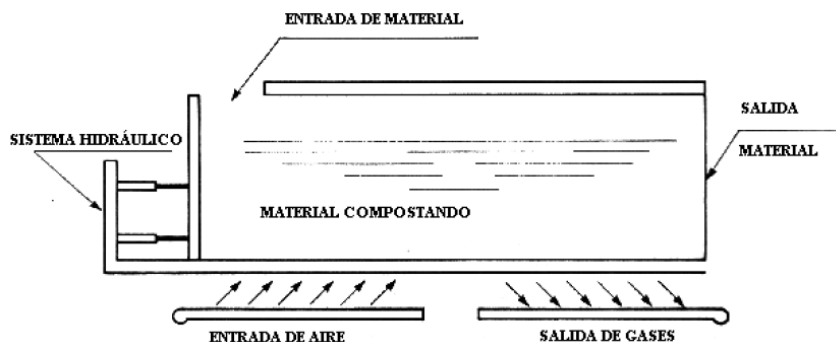 ENTRADA DE MATERIAL
SALIDA
MATERIAL
SISTEMA HIDRÁULICO
MATERIAL COMPOSTANDO
ENTRADA DE AIRE
SALIDA DE GASES